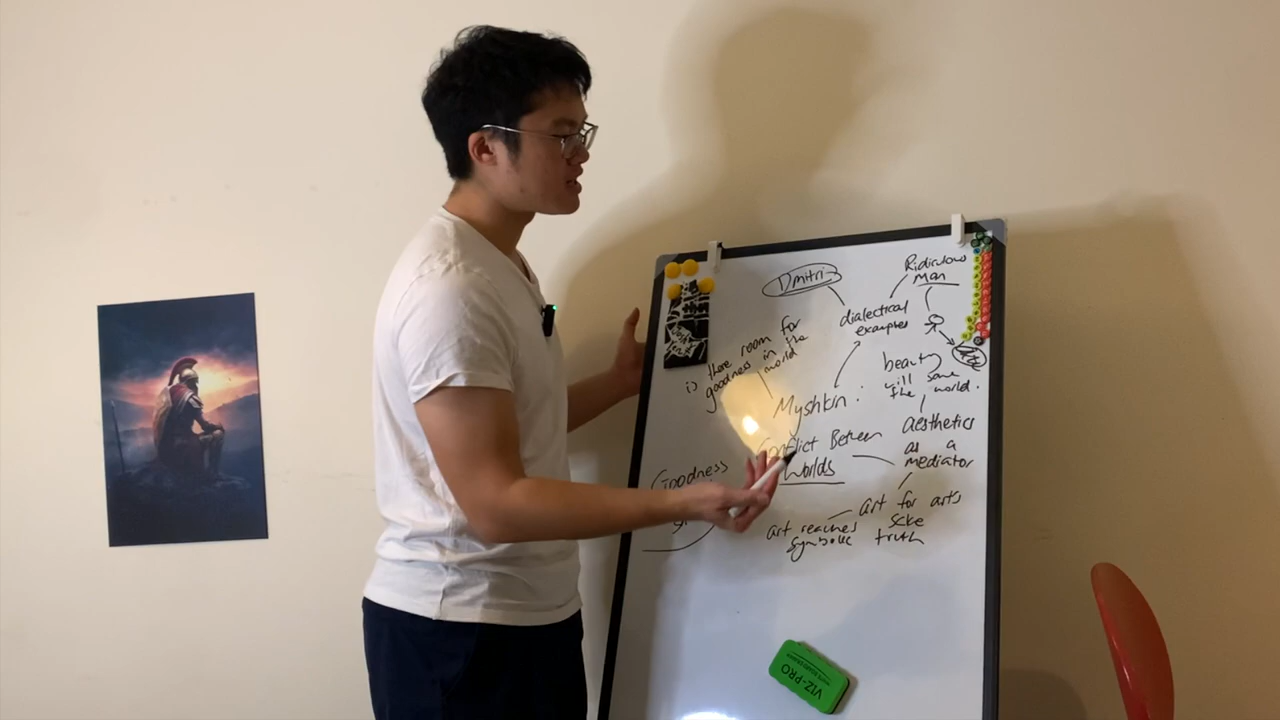 Dmitri
Ridiculous
man
dialectical
examples
is there room for
goodness in the
world
beauty
will save
the world.
Myshkin :
Conflict Between
Worlds
aesthetics
as a
mediator
Goodness
art for arts
scke
art reaches
symbolic truth
VIZ-PRO